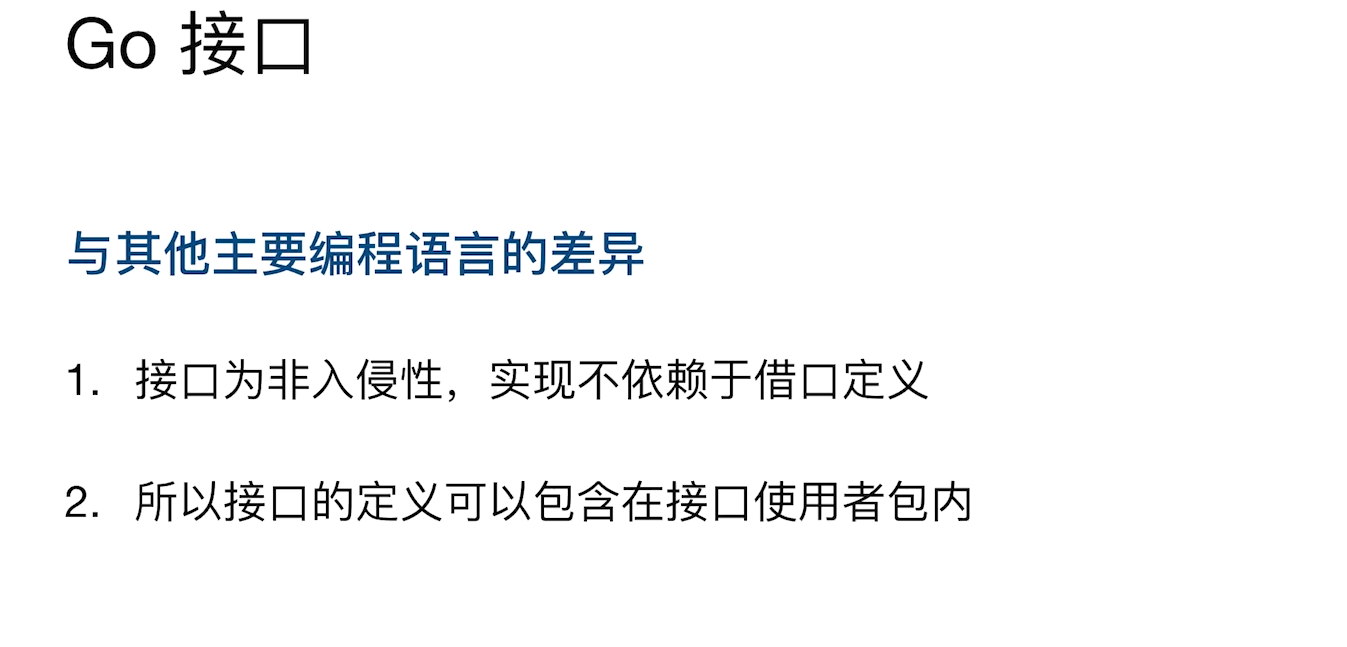 Go 接口
与其他主要编程语言的差异
1. 接口为非入侵性，实现不依赖于借口定义
2. 所以接口的定义可以包含在接口使用者包内